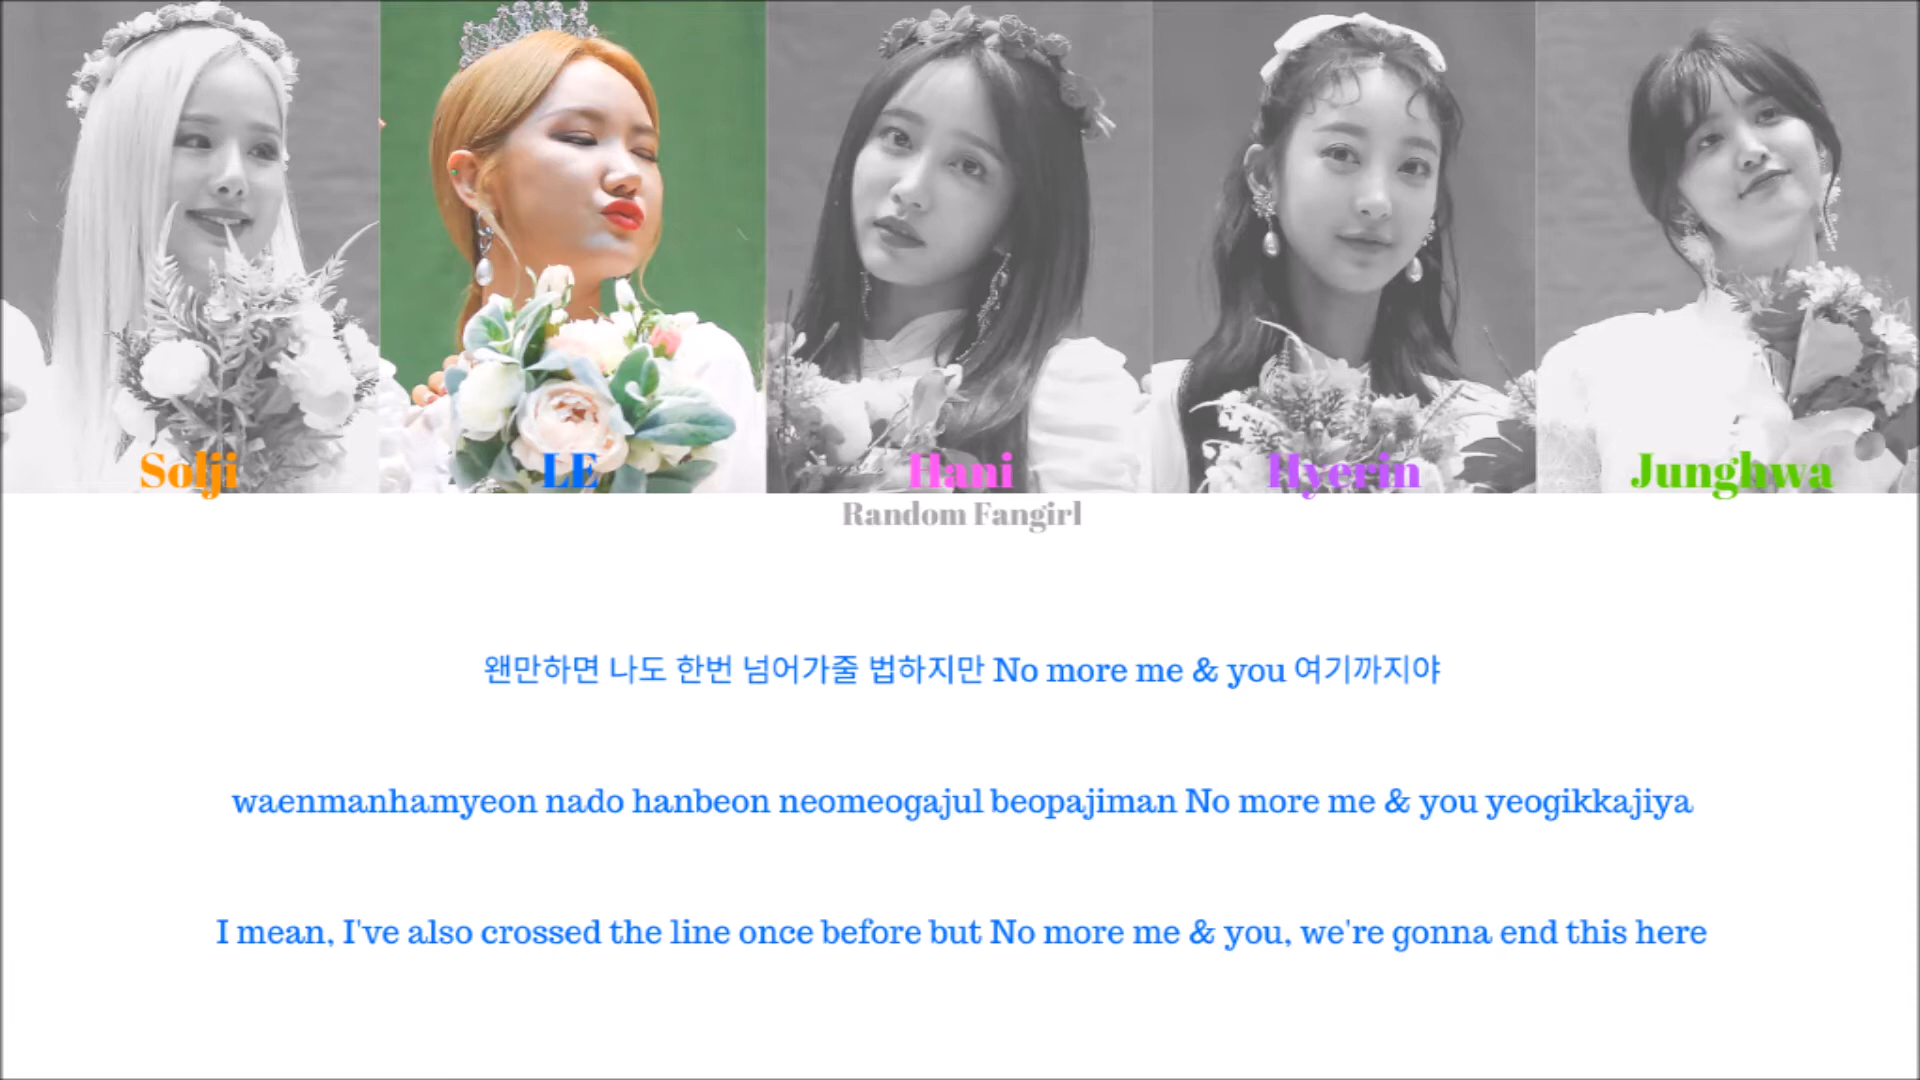 Solji LE Hani Hyerin Junghwa
Random Fangirl
왠만하면 나도 한번 넘어가줄 법하지만 No more me & you 여기까지야
waenmanhamyeon nado hanbeon neomeogajul beopajiman No more me & you yeogikkajiya
I mean, I've also crossed the line once before but No more me & you, we're gonna end this here